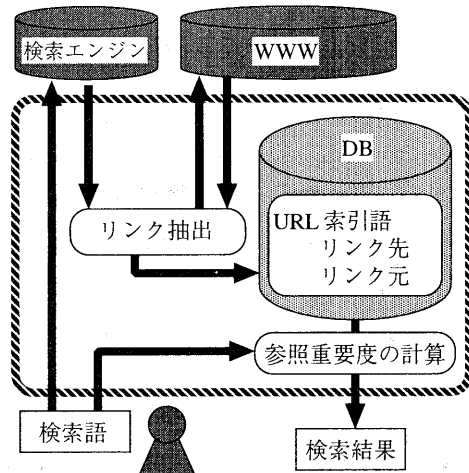 検索エンジン
WWW
DB
URL 索引語
リンク先
リンク元
リンク抽出
参照重要度の計算
検索語
検索結果